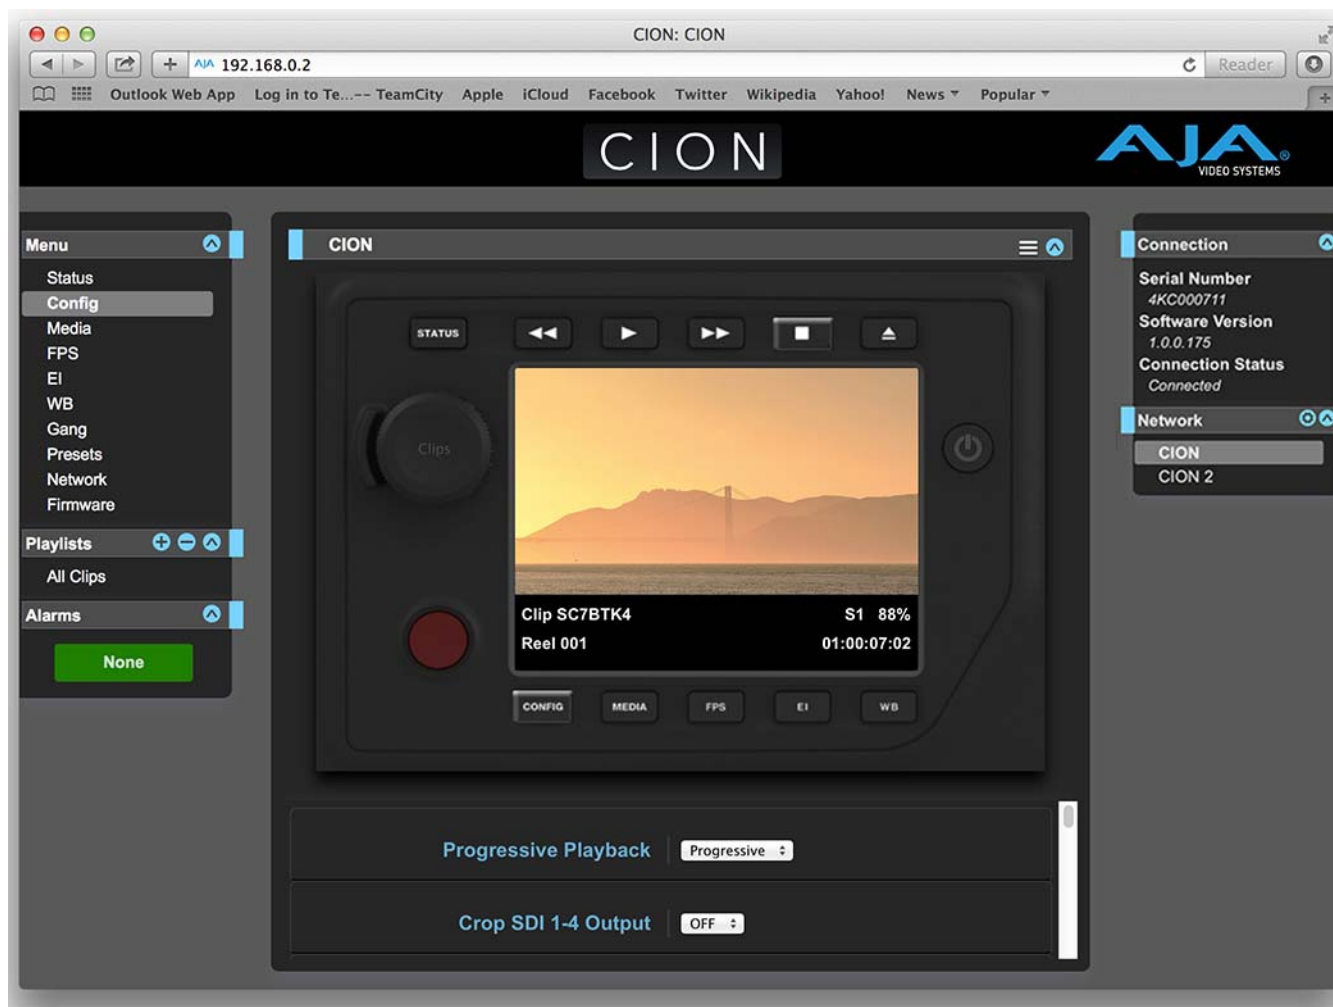 CION: CION
AJA 192.168.0.2
Reader
Outlook Web App Log in to Te...-- TeamCity Apple iCloud Facebook Twitter Wikipedia Yahoo! News Popular
CION
AJA
VIDEO SYSTEMS
Menu
Status
Config
Media
FPS
EI
WB
Gang
Presets
Network
Firmware
Playlists
All Clips
Alarms
None
CION
STATUS
Clips
Clip SC7BTK4 S1 88%
Reel 001 01:00:07:02
CONFIG MEDIA FPS EI WB
Progressive Playback Progressive
Crop SDI 1-4 Output OFF
Connection
Serial Number
4KC000711
Software Version
1.0.0.175
Connection Status
Connected
Network
CION
CION 2